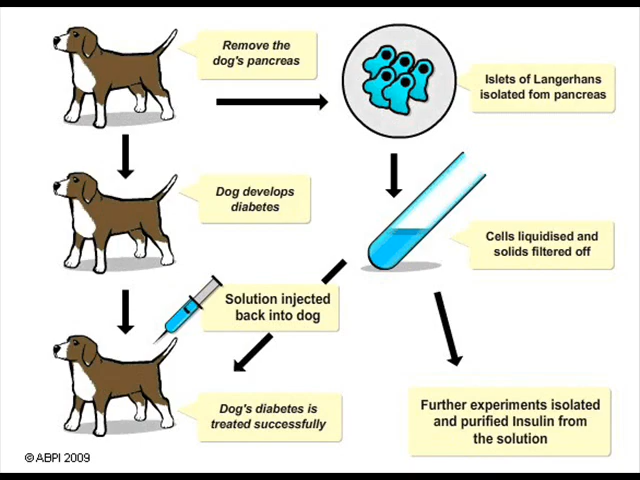 Remove the
dog's pancreas
Islets of Langerhans
isolated fom pancreas
Dog develops
diabetes
Cells liquidised and
solids filtered off
Solution injected
back into dog
Dog's diabetes is
treated successfully
Further experiments isolated
and purified Insulin from
the solution
© ABPI 2009